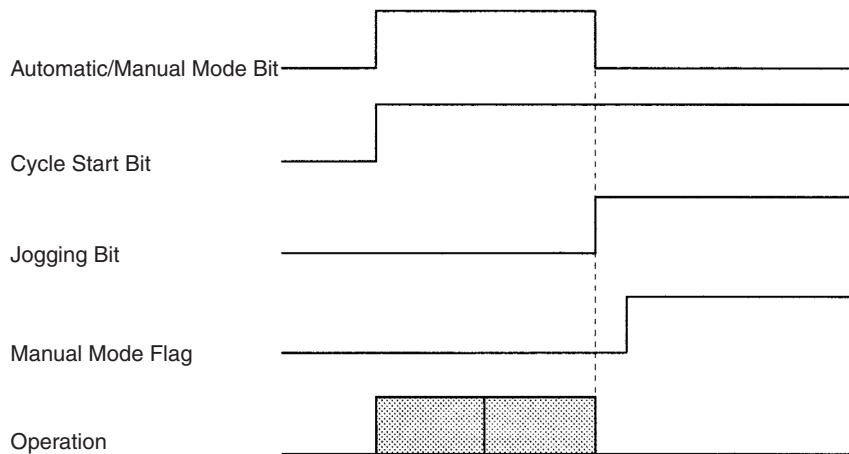 Automatic/Manual Mode Bit
Cycle Start Bit
Jogging Bit
Manual Mode Flag
Operation